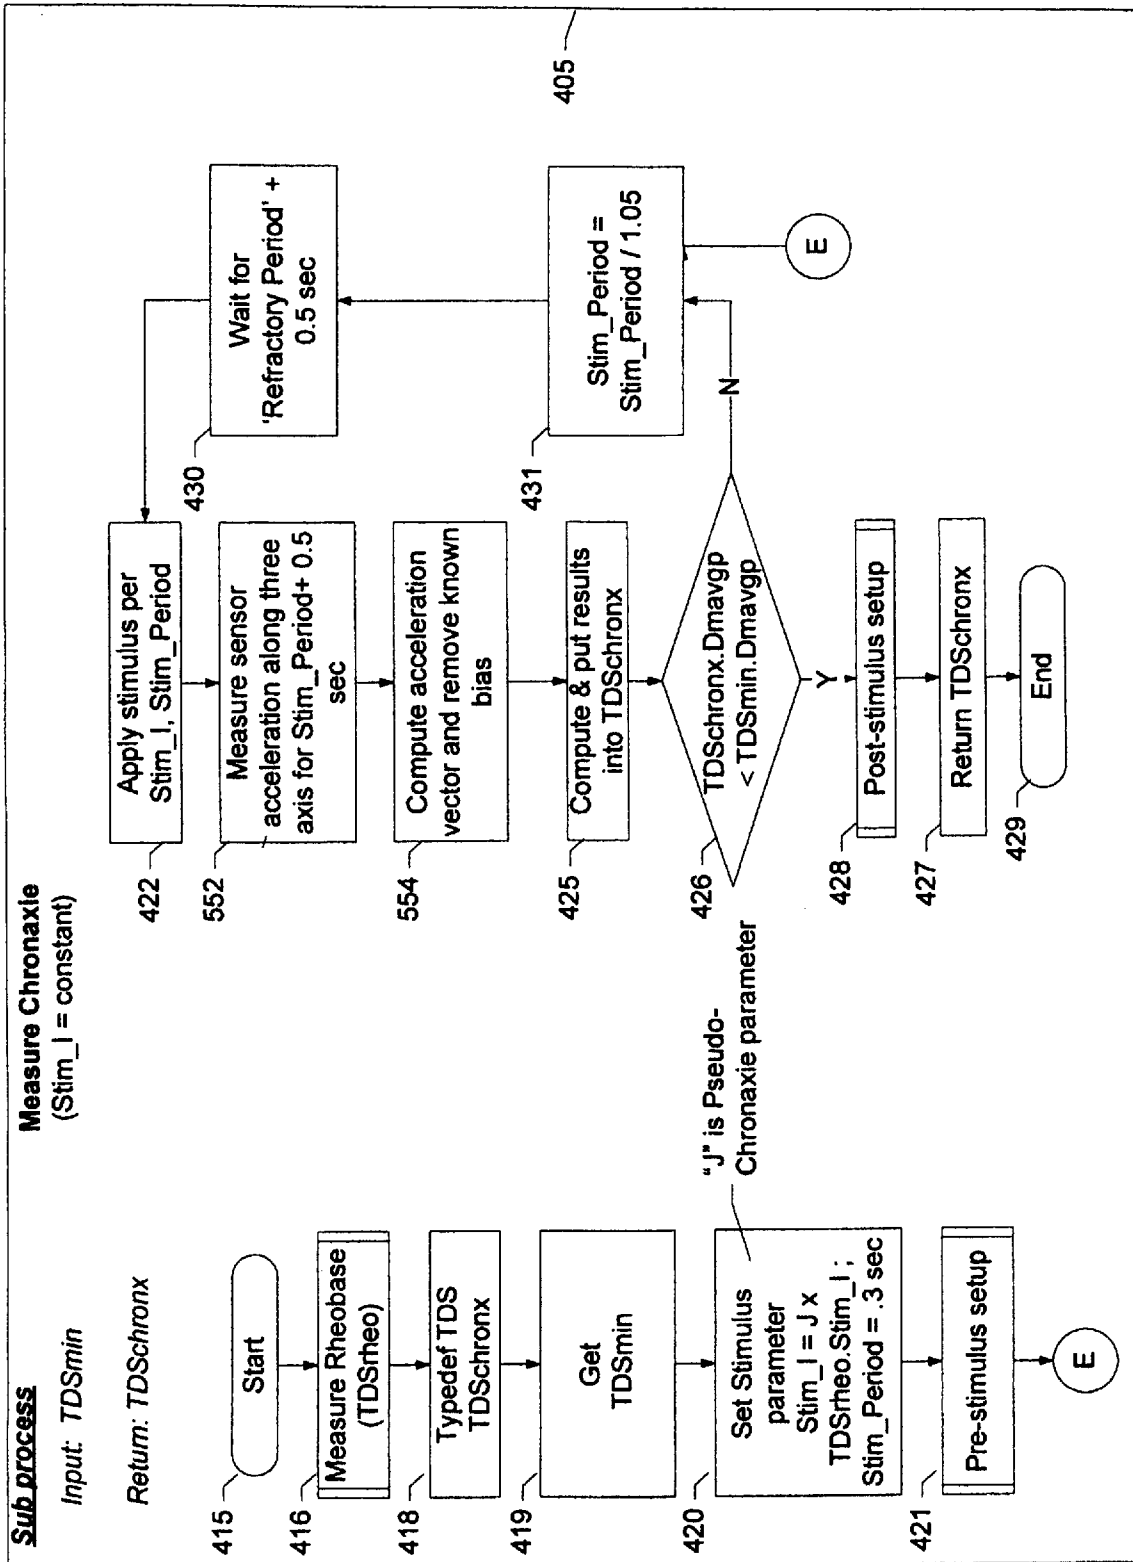 Sub process
Input: TDSmin
Return: TDSchronx
Measure Chronaxie
(Stim_I = constant)
415
Start
416
Measure Rheobase
(TDSrheo)
418
Typedef TDS
TDSchronx
419
Get
TDSmin
420
Set Stimulus
parameter
Stim_I = J x
TDSrheo.Stim_I ;
Stim_Period = .3 sec
"J" is Pseudo-
Chronaxie parameter
421
Pre-stimulus setup
E
422
Apply stimulus per
Stim_I, Stim_Period
552
Measure sensor
acceleration along three
axis for Stim_Period+ 0.5
sec
554
Compute acceleration
vector and remove known
bias
425
Compute & put results
into TDSchronx
426
TDSchronx.Dmavgp
< TDSmin.Dmavgp
N
Y
428
Post-stimulus setup
427
Return TDSchronx
429
End
430
Wait for
'Refractory Period' +
0.5 sec
431
Stim_Period =
Stim_Period / 1.05
E
405